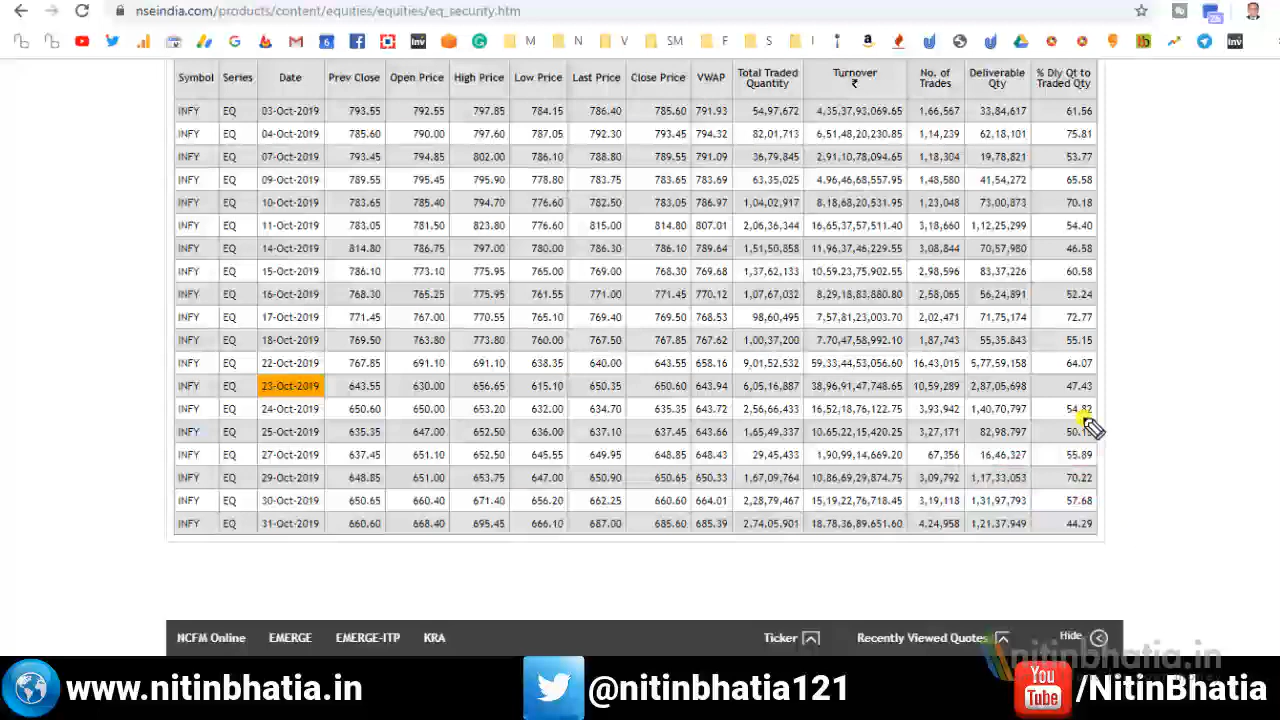 nseindia.com/products/content/equities/equities/eq_security.htm
M N V SM F S I
Symbol Series Date Prev Close Open Price High Price Low Price Last Price Close Price VWAP Total Traded Quantity Turnover ₹ No. of Trades Deliverable Qty % Dly Qt to Traded Qty
INFY EQ 03-Oct-2019 793.55 792.55 797.85 784.15 786.40 785.60 791.93 54,97,672 4,35,37,93,069.65 1,66,567 33,84,617 61.56
INFY EQ 04-Oct-2019 785.60 790.00 797.60 787.05 792.30 793.45 794.32 82,01,713 6,51,48,20,230.85 1,14,239 62,18,101 75.81
INFY EQ 07-Oct-2019 793.45 794.85 802.00 786.10 788.80 789.55 791.09 36,79,845 2,91,10,78,094.65 1,18,304 19,78,821 53.77
INFY EQ 09-Oct-2019 789.55 795.45 795.90 778.80 783.75 783.65 783.69 63,35,025 4,96,46,68,557.95 1,48,580 41,54,272 65.58
INFY EQ 10-Oct-2019 783.65 785.40 794.70 776.60 782.50 783.05 786.97 1,04,02,917 8,18,68,20,531.95 1,23,048 73,00,873 70.18
INFY EQ 11-Oct-2019 783.05 781.50 823.80 776.60 815.00 814.80 807.01 2,06,36,344 16,65,37,57,511.40 3,18,660 1,12,25,299 54.40
INFY EQ 14-Oct-2019 814.80 786.75 797.00 780.00 786.30 786.10 789.64 1,51,50,858 11,96,37,46,229.55 3,08,844 70,57,980 46.58
INFY EQ 15-Oct-2019 786.10 773.10 775.95 765.00 769.00 768.30 769.68 1,37,62,133 10,59,23,75,902.55 2,98,596 83,37,226 60.58
INFY EQ 16-Oct-2019 768.30 765.25 775.95 761.55 771.00 771.45 770.12 1,07,67,032 8,29,18,83,880.80 2,58,065 56,24,891 52.24
INFY EQ 17-Oct-2019 771.45 767.00 770.55 765.10 769.40 769.50 768.53 98,60,495 7,57,81,23,003.70 2,02,471 71,75,174 72.77
INFY EQ 18-Oct-2019 769.50 763.80 773.80 760.00 767.50 767.85 767.62 1,00,37,200 7,70,47,58,992.10 1,87,743 55,35,843 55.15
INFY EQ 22-Oct-2019 767.85 691.10 691.10 638.35 640.00 643.55 658.16 9,01,52,532 59,33,44,53,056.60 16,43,015 5,77,59,158 64.07
INFY EQ 23-Oct-2019 643.55 630.00 656.65 615.10 650.35 650.60 643.94 6,05,16,887 38,96,91,47,748.65 10,59,289 2,87,05,698 47.43
INFY EQ 24-Oct-2019 650.60 650.00 653.20 632.00 634.70 635.35 643.72 2,56,66,433 16,52,18,76,122.75 3,93,942 1,40,70,797 54.82
INFY EQ 25-Oct-2019 635.35 647.00 652.50 636.00 637.10 637.45 643.66 1,65,49,337 10,65,22,15,420.25 3,27,171 82,98,797
INFY EQ 27-Oct-2019 637.45 651.10 652.50 645.55 649.95 648.85 648.43 29,45,433 1,90,99,14,669.20 67,356 16,46,327 55.89
INFY EQ 29-Oct-2019 648.85 651.00 653.75 647.00 650.90 650.65 650.43 1,67,09,764 10,86,69,29,874.75 3,09,792 1,17,33,053 70.22
INFY EQ 30-Oct-2019 650.65 660.40 671.40 656.20 662.25 660.60 664.01 2,28,79,467 15,19,22,76,718.45 3,19,118 1,31,97,793 57.68
INFY EQ 31-Oct-2019 660.60 668.40 695.45 666.10 687.00 685.60 685.39 2,74,05,901 18,78,36,89,651.60 4,24,958 1,21,37,949 44.29
NCFM Online EMERGE EMERGE-ITP KRA Ticker Recently Viewed Quotes Hide
nitinbhatia.in
www.nitinbhatia.in @nitinbhatia121 You Tube /NitinBhatia